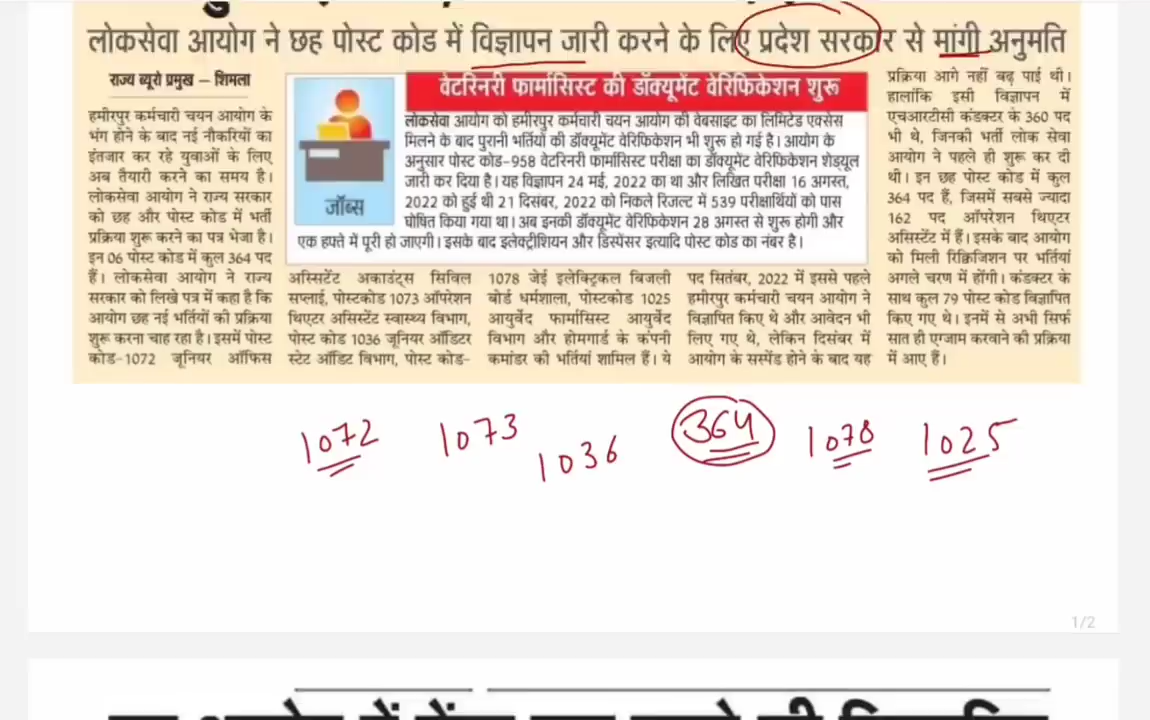 लोकसेवा आयोग ने छह पोस्ट कोड में विज्ञापन जारी करने के लिए प्रदेश सरकार से मांगी अनुमति
राज्य ब्यूरो प्रमुख – शिमला
हमीरपुर कर्मचारी चयन आयोग के
भंग होने के बाद नई नौकरियों का
इंतजार कर रहे युवाओं के लिए
अब तैयारी करने का समय है।
लोकसेवा आयोग ने राज्य सरकार
को छह और पोस्ट कोड में भर्ती
प्रक्रिया शुरू करने का पत्र भेजा है।
इन 06 पोस्ट कोड में कुल 364 पद
हैं। लोकसेवा आयोग ने राज्य
सरकार को लिखे पत्र में कहा है कि
आयोग छह नई भर्तियों की प्रक्रिया
शुरू करना चाह रहा है। इसमें पोस्ट
कोड-1072 जूनियर ऑफिस
जॉब्स
वेटरिनरी फार्मासिस्ट की डॉक्यूमेंट वेरिफिकेशन शुरू
लोकसेवा आयोग को हमीरपुर कर्मचारी चयन आयोग की वेबसाइट का लिमिटेड एक्सेस
मिलने के बाद पुरानी भर्तियों की डॉक्यूमेंट वेरिफिकेशन भी शुरू हो गई है। आयोग के
अनुसार पोस्ट कोड-958 वेटरिनरी फार्मासिस्ट परीक्षा का डॉक्यूमेंट वेरिफिकेशन शेड्यूल
जारी कर दिया है। यह विज्ञापन 24 मई, 2022 का था और लिखित परीक्षा 16 अगस्त,
2022 को हुई थी 21 दिसंबर, 2022 को निकले रिजल्ट में 539 परीक्षार्थियों को पास
घोषित किया गया था। अब इनकी डॉक्यूमेंट वेरिफिकेशन 28 अगस्त से शुरू होगी और
एक हफ्ते में पूरी हो जाएगी। इसके बाद इलेक्ट्रीशियन और डिस्पेंसर इत्यादि पोस्ट कोड का नंबर है।
अस्सिटेंट अकाउंट्स सिविल
सप्लाई, पोस्टकोड 1073 ऑपरेशन
थिएटर असिस्टेंट स्वास्थ्य विभाग,
पोस्ट कोड 1036 जूनियर ऑडिटर
स्टेट ऑडिट विभाग, पोस्ट कोड-
1078 जेई इलेक्ट्रिकल बिजली
बोर्ड धर्मशाला, पोस्टकोड 1025
आयुर्वेद फार्मासिस्ट आयुर्वेद
विभाग और होमगार्ड के कंपनी
कमांडर की भर्तियां शामिल हैं। ये
पद सितंबर, 2022 में इससे पहले
हमीरपुर कर्मचारी चयन आयोग ने
विज्ञापित किए थे और आवेदन भी
लिए गए थे, लेकिन दिसंबर में
आयोग के सस्पेंड होने के बाद यह
प्रक्रिया आगे नहीं बढ़ पाई थी।
हालांकि इसी विज्ञापन में
एचआरटीसी कंडक्टर के 360 पद
भी थे, जिनकी भर्ती लोक सेवा
आयोग ने पहले ही शुरू कर दी
थी। इन छह पोस्ट कोड में कुल
364 पद हैं, जिसमें सबसे ज्यादा
162 पद ऑपरेशन थिएटर
असिस्टेंट में हैं। इसके बाद आयोग
को मिली रिक्रिजिशन पर भर्तियां
अगले चरण में होंगी। कंडक्टर के
साथ कुल 79 पोस्ट कोड विज्ञापित
किए गए थे। इनमें से अभी सिर्फ
सात ही एग्जाम करवाने की प्रक्रिया
में आए हैं।
1072 1073 1036 364 1078 1025
1/2